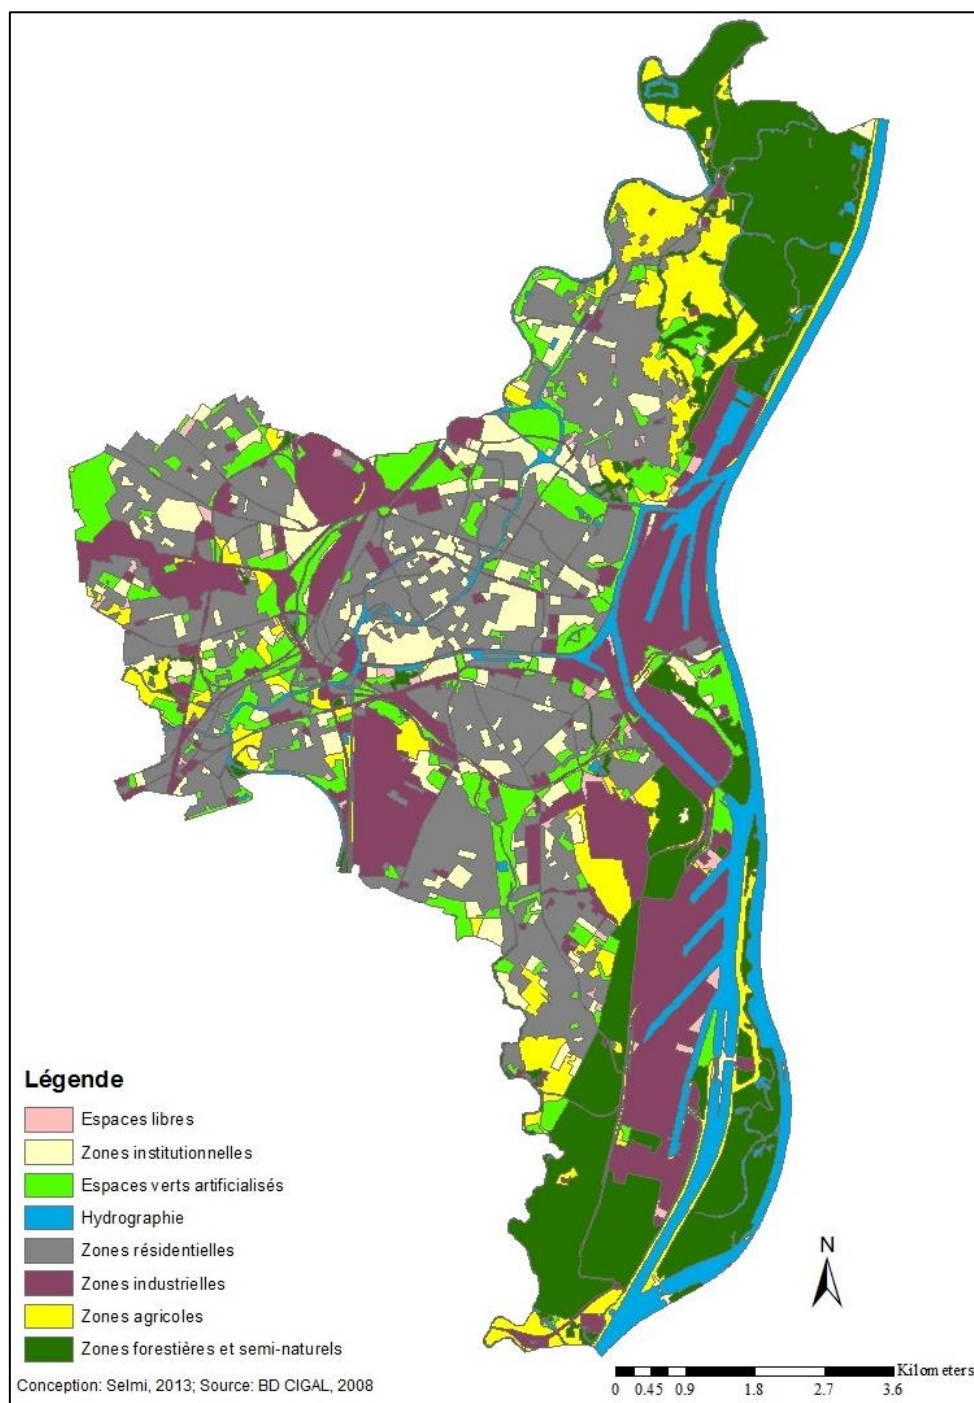 Légende
Espaces libres
Zones institutionnelles
Espaces verts artificialisés
Hydrographie
Zones résidentielles
Zones industrielles
Zones agricoles
Zones forestières et semi-naturels
Conception: Selmi, 2013; Source: BD CIGAL, 2008
N
Kilometers
0 0.45 0.9 1.8 2.7 3.6